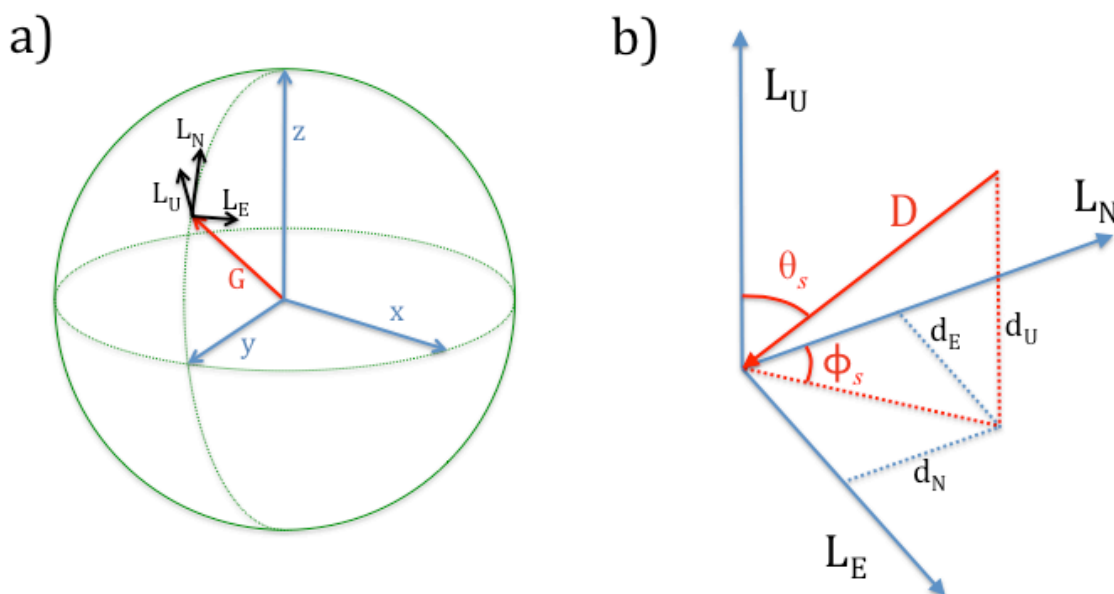 a)
L_N
L_U
L_E
G
z
x
y
b)
L_U
D
L_N
θ_s
d_E
d_U
ϕ_s
d_N
L_E